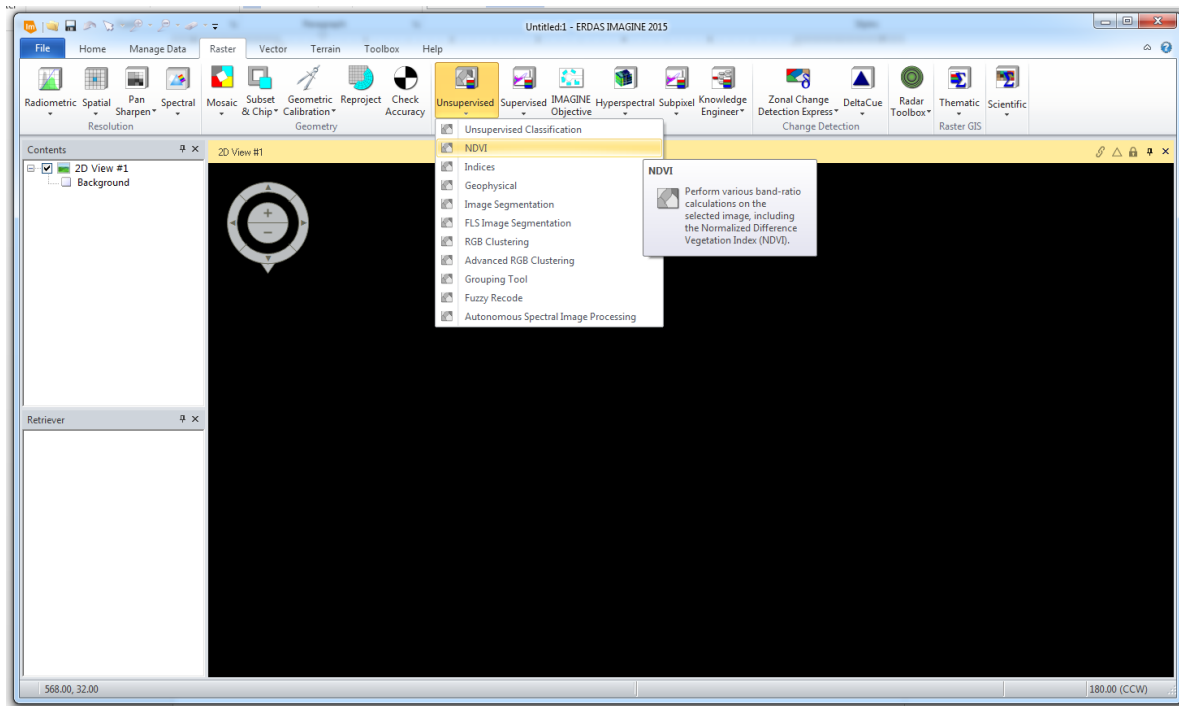 Untitled:1 - ERDAS IMAGINE 2015
File Home Manage Data Raster Vector Terrain Toolbox Help
Radiometric Spatial Pan Sharpen Spectral Mosaic Subset & Chip Geometric Calibration Reproject Check Accuracy Unsupervised Supervised IMAGINE Objective Hyperspectral Subpixel Knowledge Engineer Zonal Change Detection Express DeltaCue Radar Toolbox Thematic Scientific
Resolution Geometry Change Detection Raster GIS
Contents
2D View #1
Background
2D View #1
Unsupervised Classification
NDVI
Indices
Geophysical
Image Segmentation
FLS Image Segmentation
RGB Clustering
Advanced RGB Clustering
Grouping Tool
Fuzzy Recode
Autonomous Spectral Image Processing
NDVI
Perform various band-ratio
calculations on the
selected image, including
the Normalized Difference
Vegetation Index (NDVI).
Retriever
568.00, 32.00
180.00 (CCW)